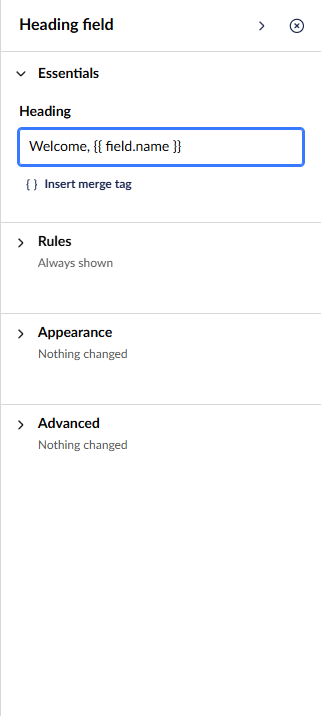 Heading field
Essentials
Heading
Welcome, {{ field.name }}
{ } Insert merge tag
Rules
Always shown
Appearance
Nothing changed
Advanced
Nothing changed